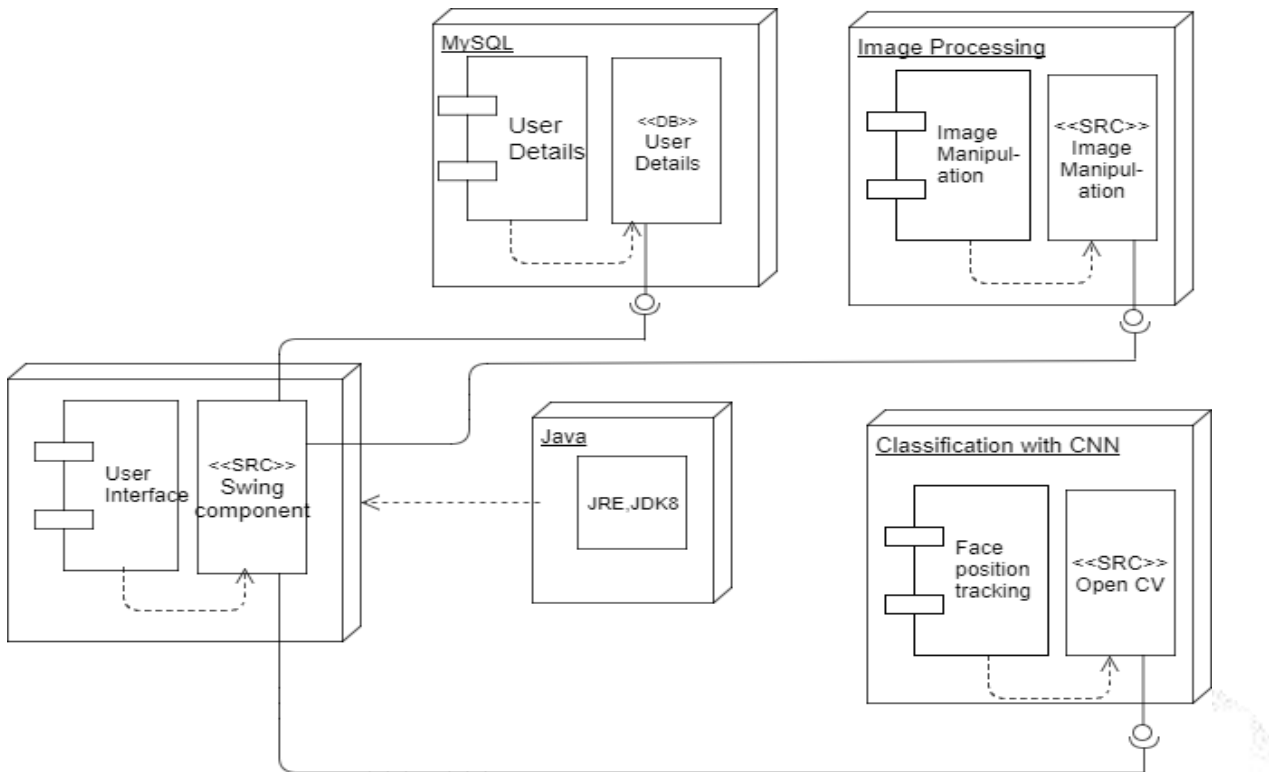 MySQL
User
Details
<<DB>>
User
Details
Image Processing
Image
Manipul-
ation
<<SRC>>
Image
Manipul-
ation
User
Interface
<<SRC>>
Swing
component
Java
JRE,JDK8
Classification with CNN
Face
position
tracking
<<SRC>>
Open CV